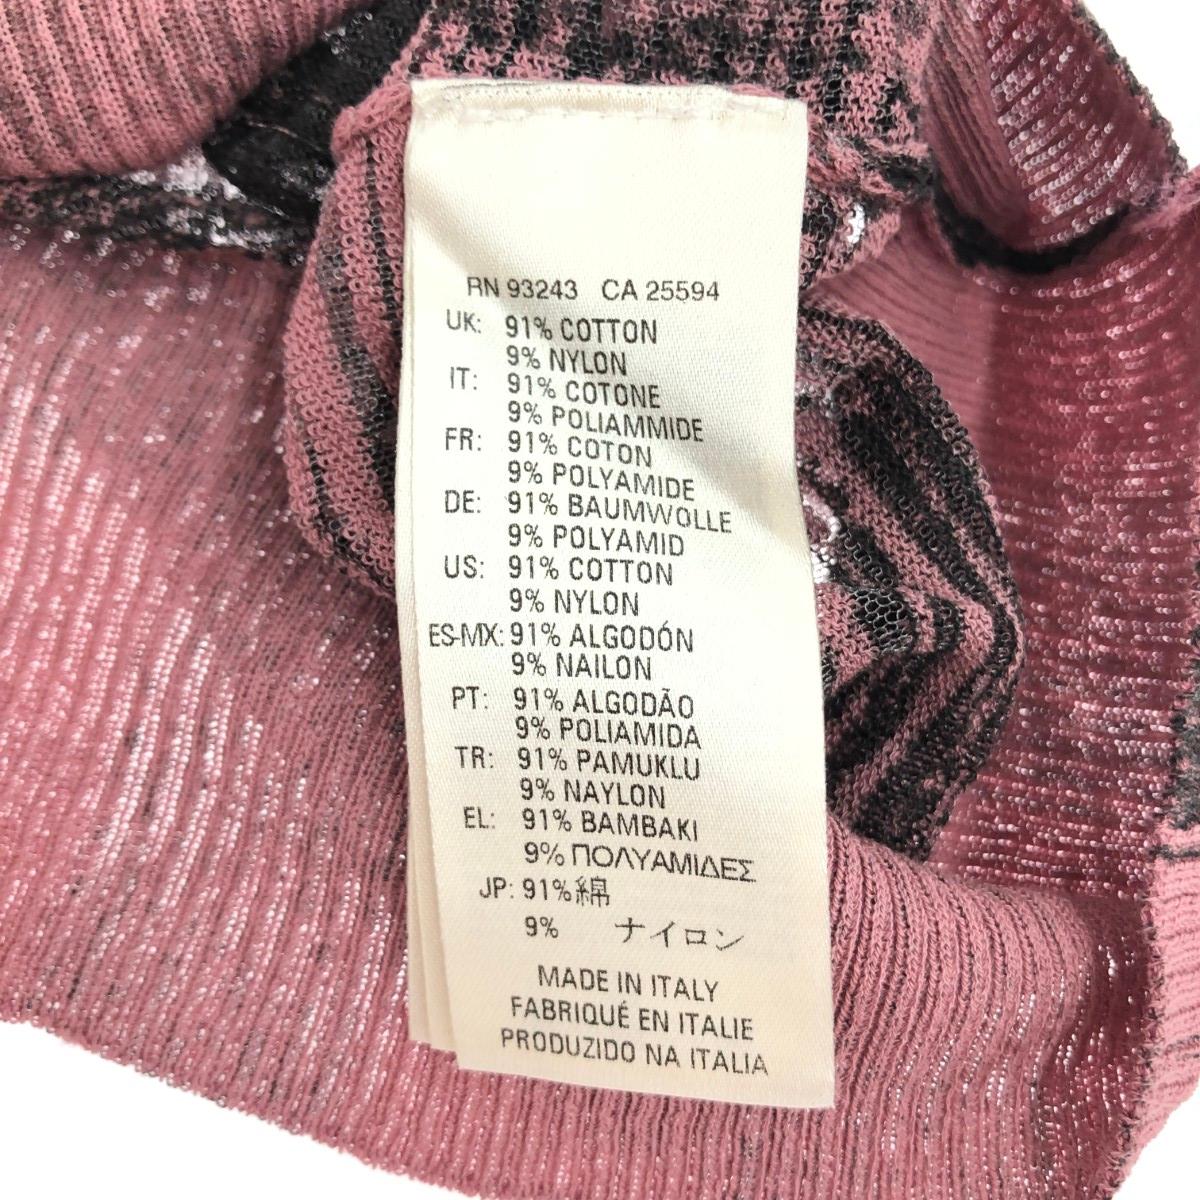 RN 93243 CA 25594
UK: 91% COTTON
9% NYLON
IT: 91% COTONE
9% POLIAMMIDE
FR: 91% COTON
9% POLYAMIDE
DE: 91% BAUMWOLLE
9% POLYAMID
US: 91% COTTON
9% NYLON
ES-MX: 91% ALGODÓN
9% NAILON
PT: 91% ALGODÃO
9% POLIAMIDA
TR: 91% PAMUKLU
9% NAYLON
EL: 91% BAMBAKI
9% ΠΟΛΥΑΜΙΔΕΣ
JP: 91% 綿
9% ナイロン
MADE IN ITALY
FABRIQUÉ EN ITALIE
PRODUZIDO NA ITALIA